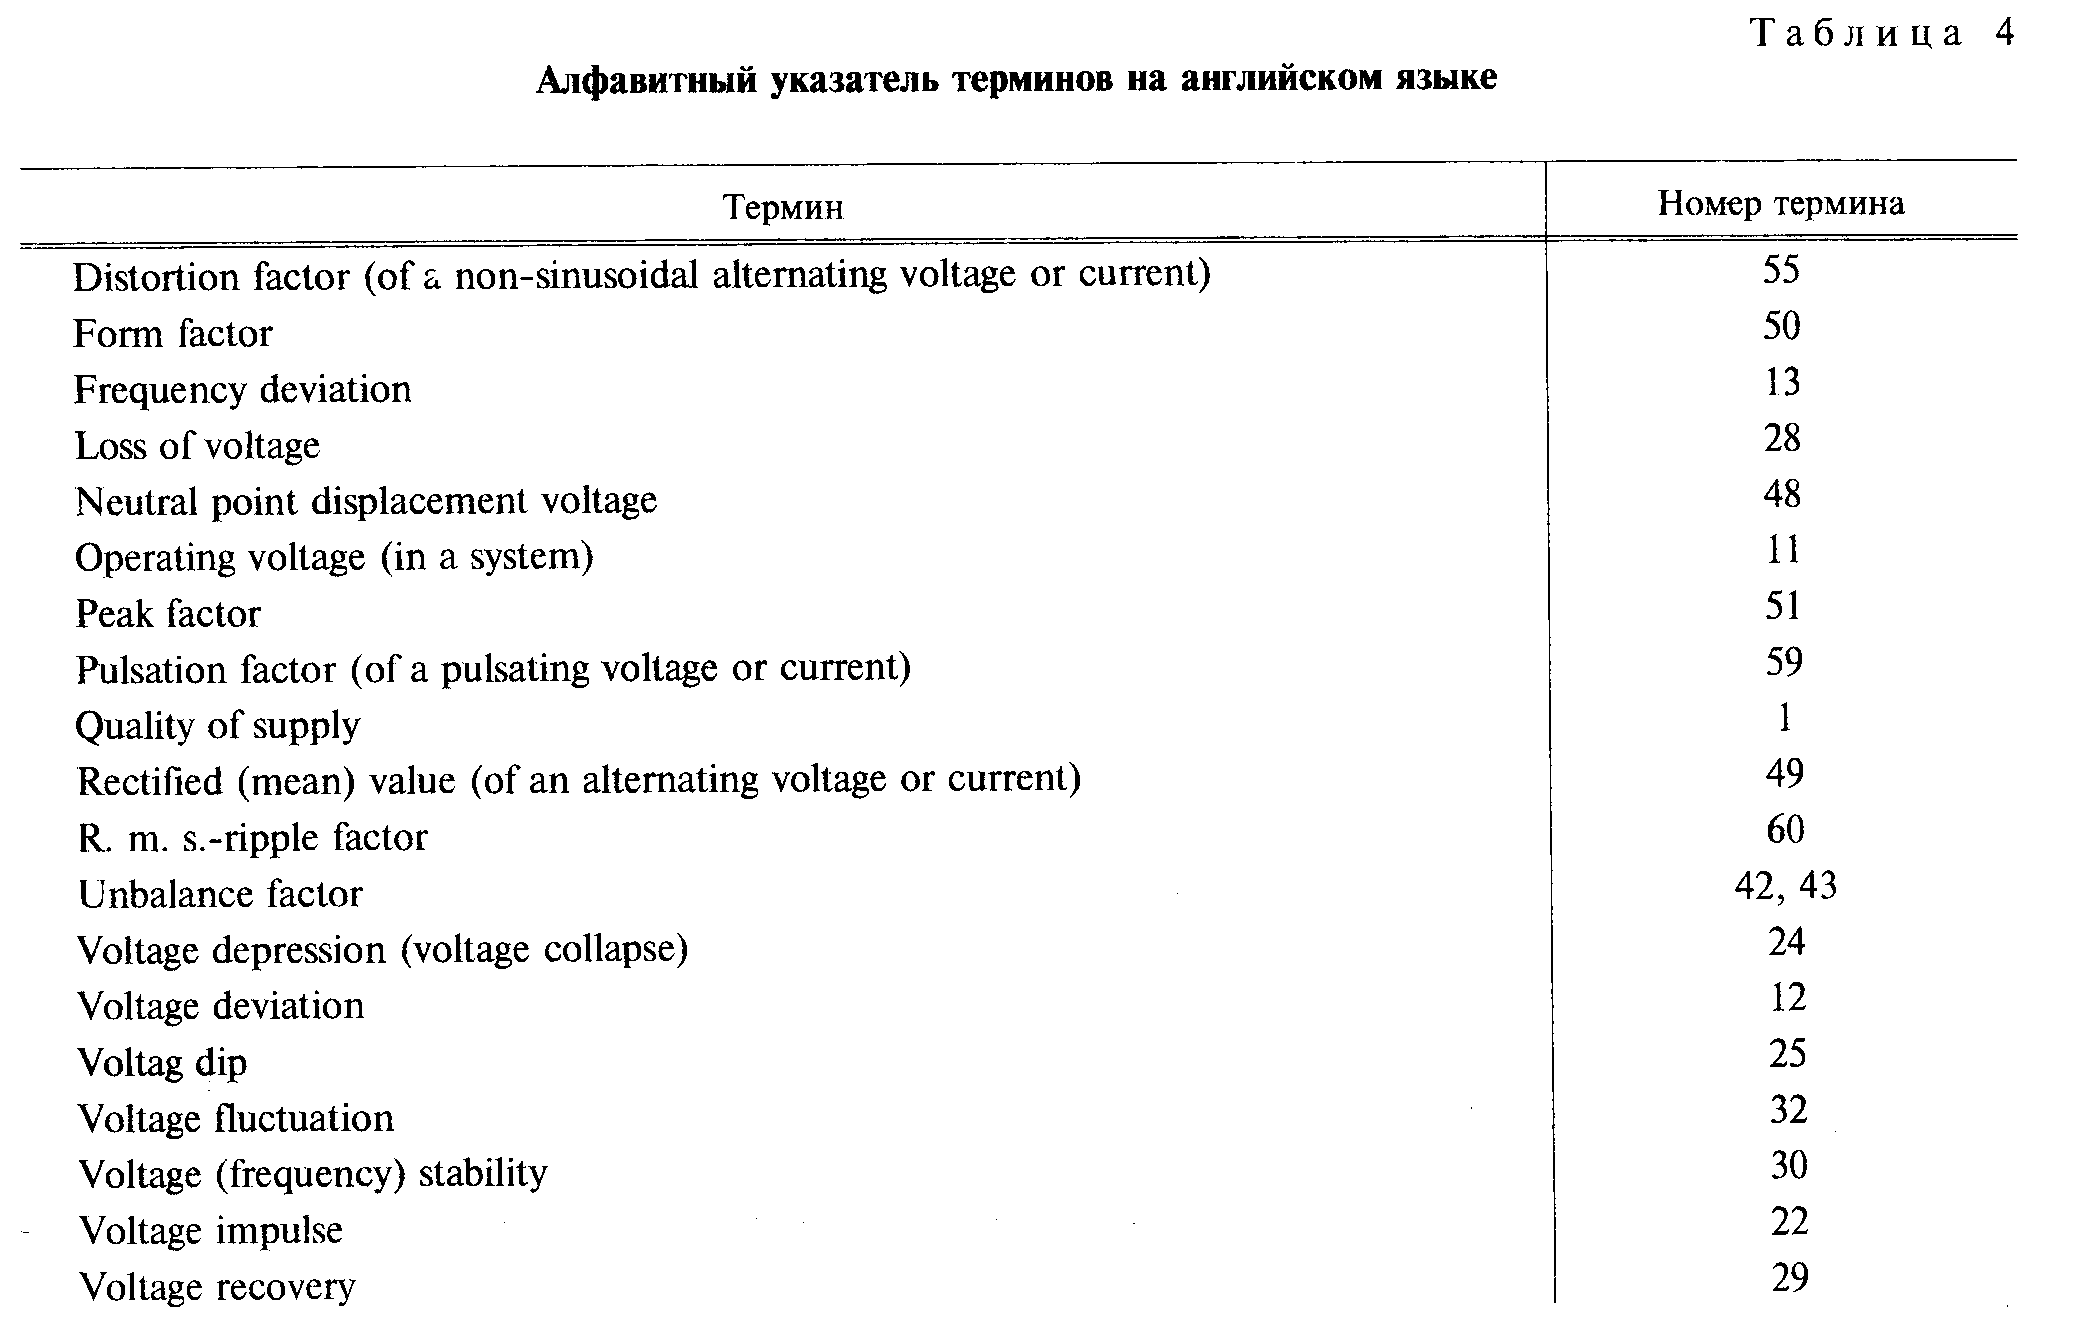 Таблица 4
Алфавитный указатель терминов на английском языке
Термин Номер термина
Distortion factor (of a non-sinusoidal alternating voltage or current) 55
Form factor 50
Frequency deviation 13
Loss of voltage 28
Neutral point displacement voltage 48
Operating voltage (in a system) 11
Peak factor 51
Pulsation factor (of a pulsating voltage or current) 59
Quality of supply 1
Rectified (mean) value (of an alternating voltage or current) 49
R. m. s.-ripple factor 60
Unbalance factor 42, 43
Voltage depression (voltage collapse) 24
Voltage deviation 12
Voltag dip 25
Voltage fluctuation 32
Voltage (frequency) stability 30
Voltage impulse 22
Voltage recovery 29